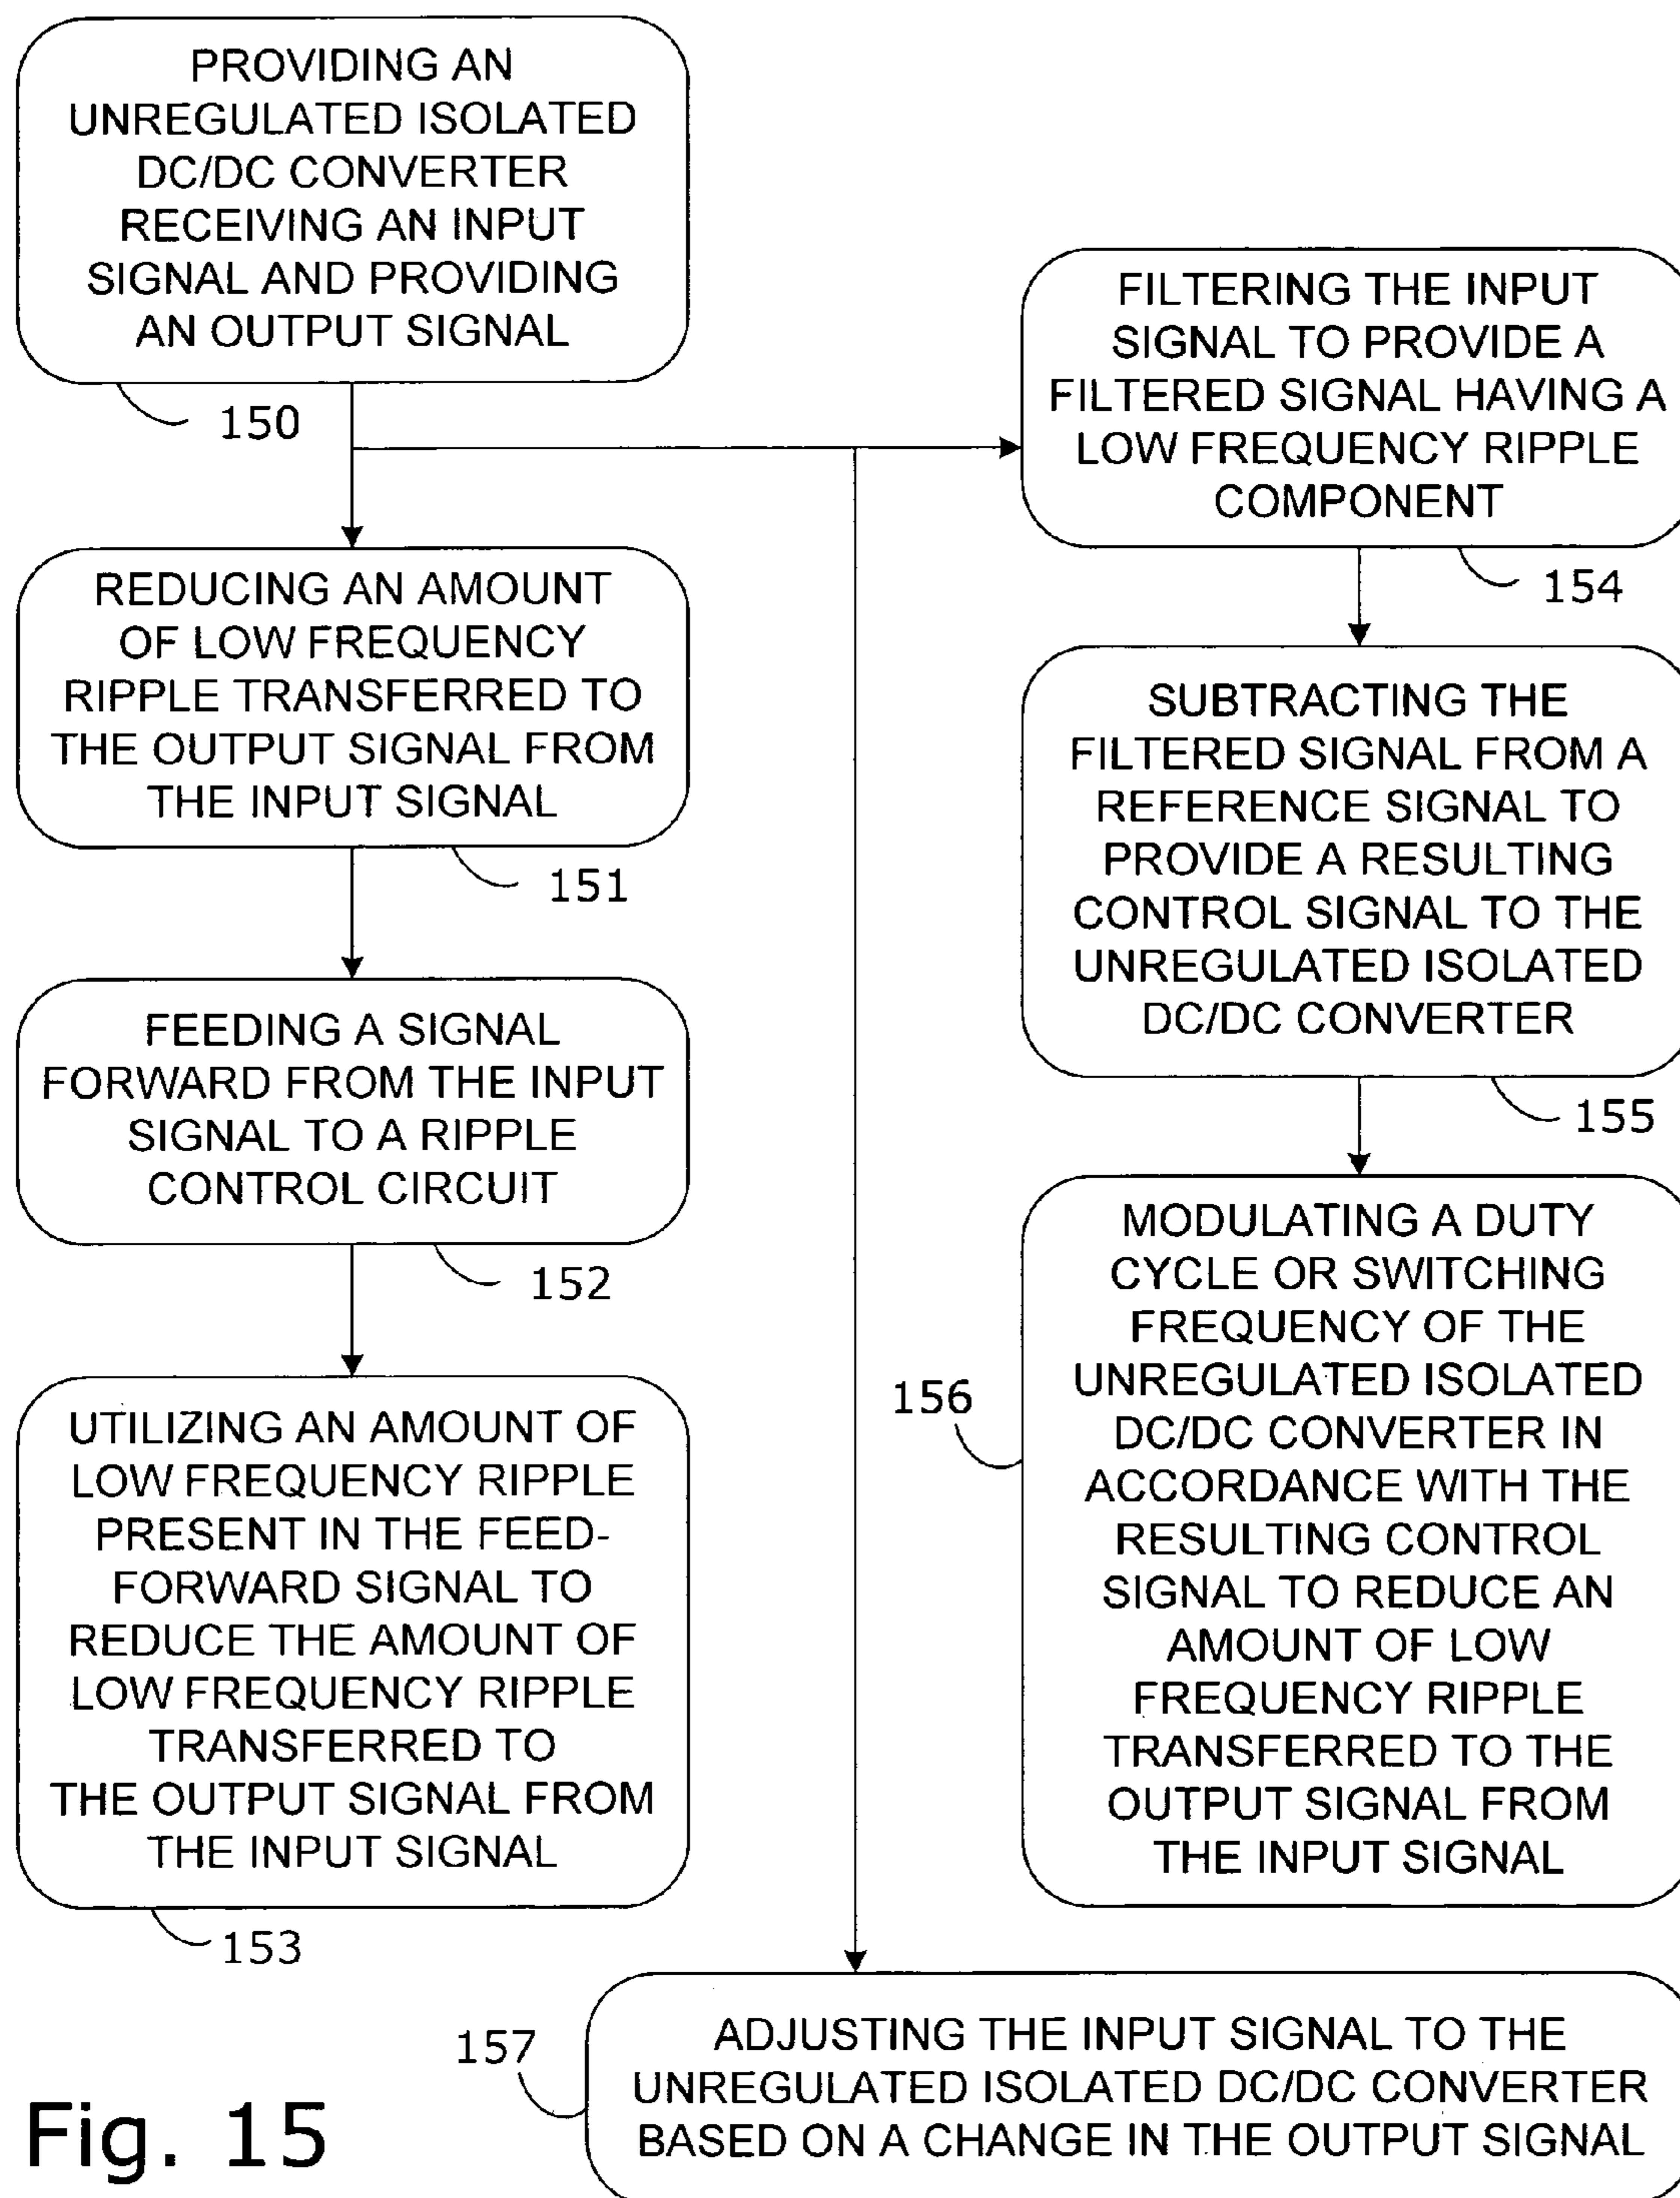 PROVIDING AN
UNREGULATED ISOLATED
DC/DC CONVERTER
RECEIVING AN INPUT
SIGNAL AND PROVIDING
AN OUTPUT SIGNAL
150
REDUCING AN AMOUNT
OF LOW FREQUENCY
RIPPLE TRANSFERRED TO
THE OUTPUT SIGNAL FROM
THE INPUT SIGNAL
151
FEEDING A SIGNAL
FORWARD FROM THE INPUT
SIGNAL TO A RIPPLE
CONTROL CIRCUIT
152
UTILIZING AN AMOUNT OF
LOW FREQUENCY RIPPLE
PRESENT IN THE FEED-
FORWARD SIGNAL TO
REDUCE THE AMOUNT OF
LOW FREQUENCY RIPPLE
TRANSFERRED TO
THE OUTPUT SIGNAL FROM
THE INPUT SIGNAL
153
FILTERING THE INPUT
SIGNAL TO PROVIDE A
FILTERED SIGNAL HAVING A
LOW FREQUENCY RIPPLE
COMPONENT
154
SUBTRACTING THE
FILTERED SIGNAL FROM A
REFERENCE SIGNAL TO
PROVIDE A RESULTING
CONTROL SIGNAL TO THE
UNREGULATED ISOLATED
DC/DC CONVERTER
155
MODULATING A DUTY
CYCLE OR SWITCHING
FREQUENCY OF THE
UNREGULATED ISOLATED
DC/DC CONVERTER IN
ACCORDANCE WITH THE
RESULTING CONTROL
SIGNAL TO REDUCE AN
AMOUNT OF LOW
FREQUENCY RIPPLE
TRANSFERRED TO THE
OUTPUT SIGNAL FROM
THE INPUT SIGNAL
156
ADJUSTING THE INPUT SIGNAL TO THE
UNREGULATED ISOLATED DC/DC CONVERTER
BASED ON A CHANGE IN THE OUTPUT SIGNAL
157
Fig. 15